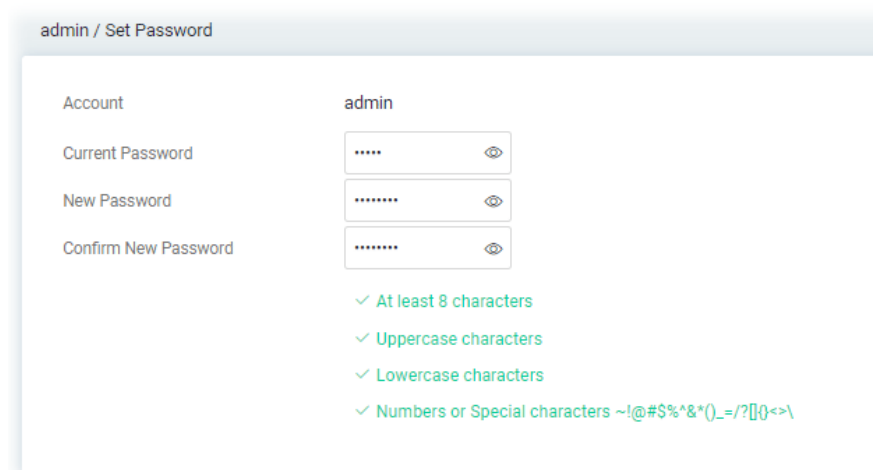 admin / Set Password
Account admin
Current Password •••••
New Password ••••••••
Confirm New Password ••••••••
At least 8 characters
Uppercase characters
Lowercase characters
Numbers or Special characters ~!@#$%^&*()_=/?[]{}<>\